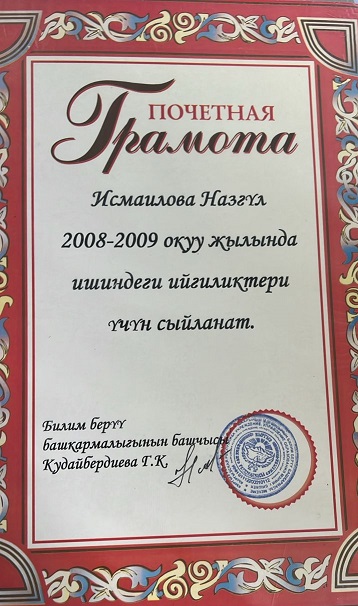 ПОЧЕТНАЯ
Грамота
Исмаилова Назгүл
2008-2009 окуу жылында
ишиндеги ийгиликтери
үчүн сыйланат.
Билим берүү
башкармалыгынын башчысы
Кудайбердиева Г.К.